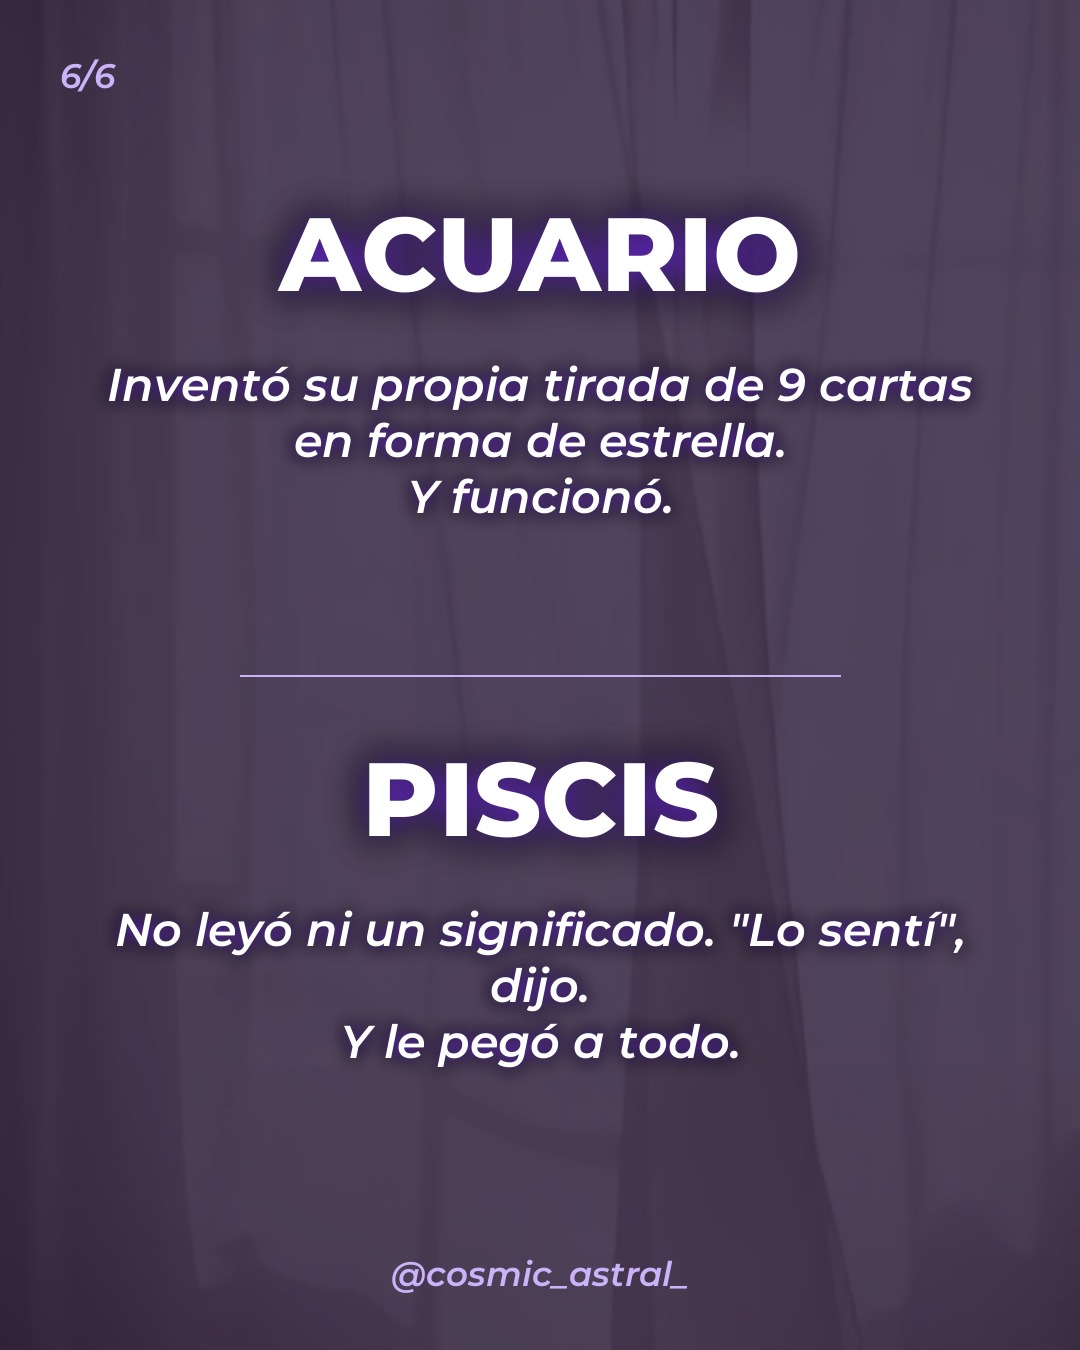 6/6
ACUARIO
Inventó su propia tirada de 9 cartas
en forma de estrella.
Y funcionó.
PISCIS
No leyó ni un significado. "Lo sentí",
dijo.
Y le pegó a todo.
@cosmic_astral_